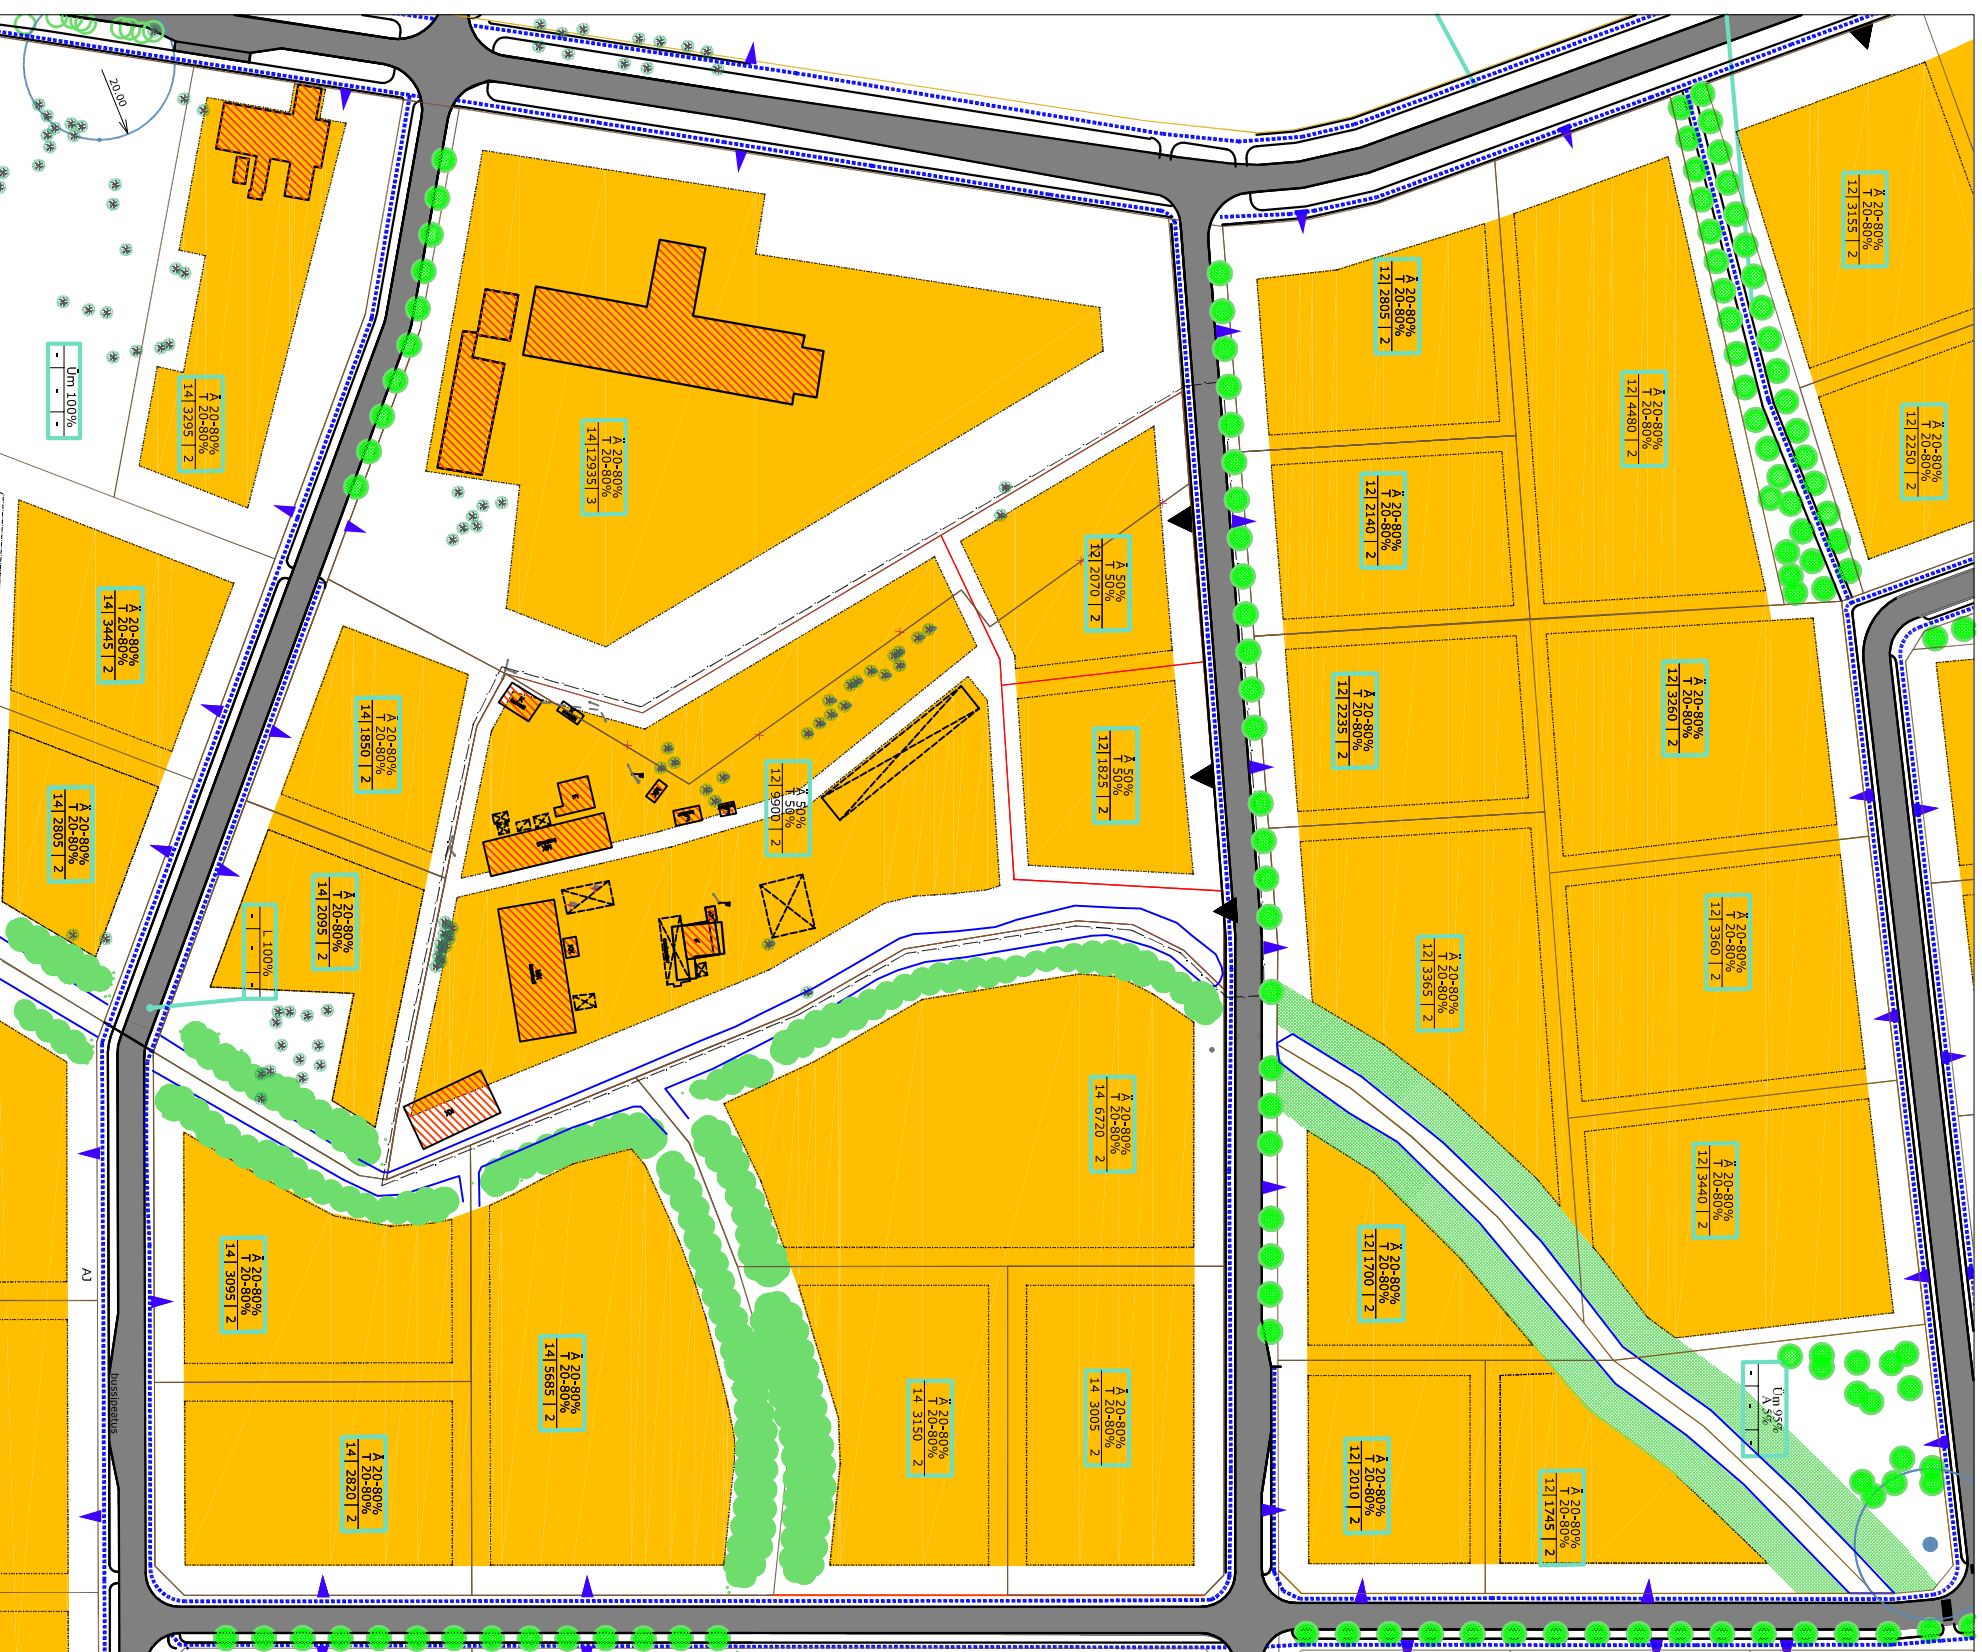 20.00
Üm 100%
- - -
Ä 20-80%
T 20-80%
14 3295 2
Ä 20-80%
T 20-80%
14 12935 3
Ä 20-80%
T 20-80%
12 2805 2
Ä 20-80%
T 20-80%
12 4480 2
Ä 20-80%
T 20-80%
12 3155 2
Ä 20-80%
T 20-80%
12 2250 2
Ä 20-80%
T 20-80%
12 2140 2
Ä 50%
T 50%
12 2070 2
Ä 20-80%
T 20-80%
14 3445 2
Ä 20-80%
T 20-80%
14 1850 2
Ä 20-80%
T 20-80%
12 2235 2
Ä 20-80%
T 20-80%
12 3260 2
Ä 50%
T 50%
12 9900 2
Ä 50%
T 50%
12 1825 2
Ä 20-80%
T 20-80%
14 2805 2
Ä 20-80%
T 20-80%
14 2095 2
L 100%
- - -
Ä 20-80%
T 20-80%
12 3365 2
Ä 20-80%
T 20-80%
12 3360 2
Ä 20-80%
T 20-80%
14 6720 2
Ä 20-80%
T 20-80%
12 3440 2
Ä 20-80%
T 20-80%
12 1700 2
AJ
Ä 20-80%
T 20-80%
14 3095 2
Ä 20-80%
T 20-80%
14 5685 2
Ä 20-80%
T 20-80%
14 3150 2
Ä 20-80%
T 20-80%
14 3005 2
Üm 95%
Ä 5%
- - -
bussipeatus
Ä 20-80%
T 20-80%
14 2820 2
Ä 20-80%
T 20-80%
12 2010 2
Ä 20-80%
T 20-80%
12 1745 2